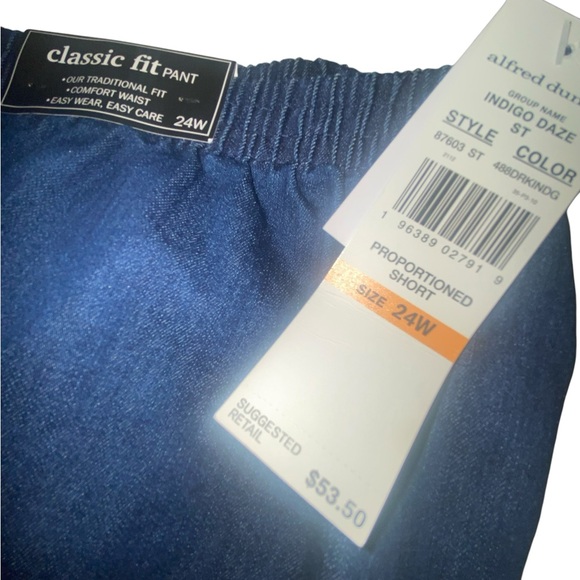 classic fit PANT
•OUR TRADITIONAL FIT
•COMFORT WAIST
•EASY WEAR, EASY CARE 24W
alfred dun
GROUP NAME
INDIGO DAZE
ST
STYLE COLOR
87603 ST 486DRKINDG
1 96389 02791 9
PROPORTIONED
SHORT
SIZE 24W
SUGGESTED
RETAIL
$53.50